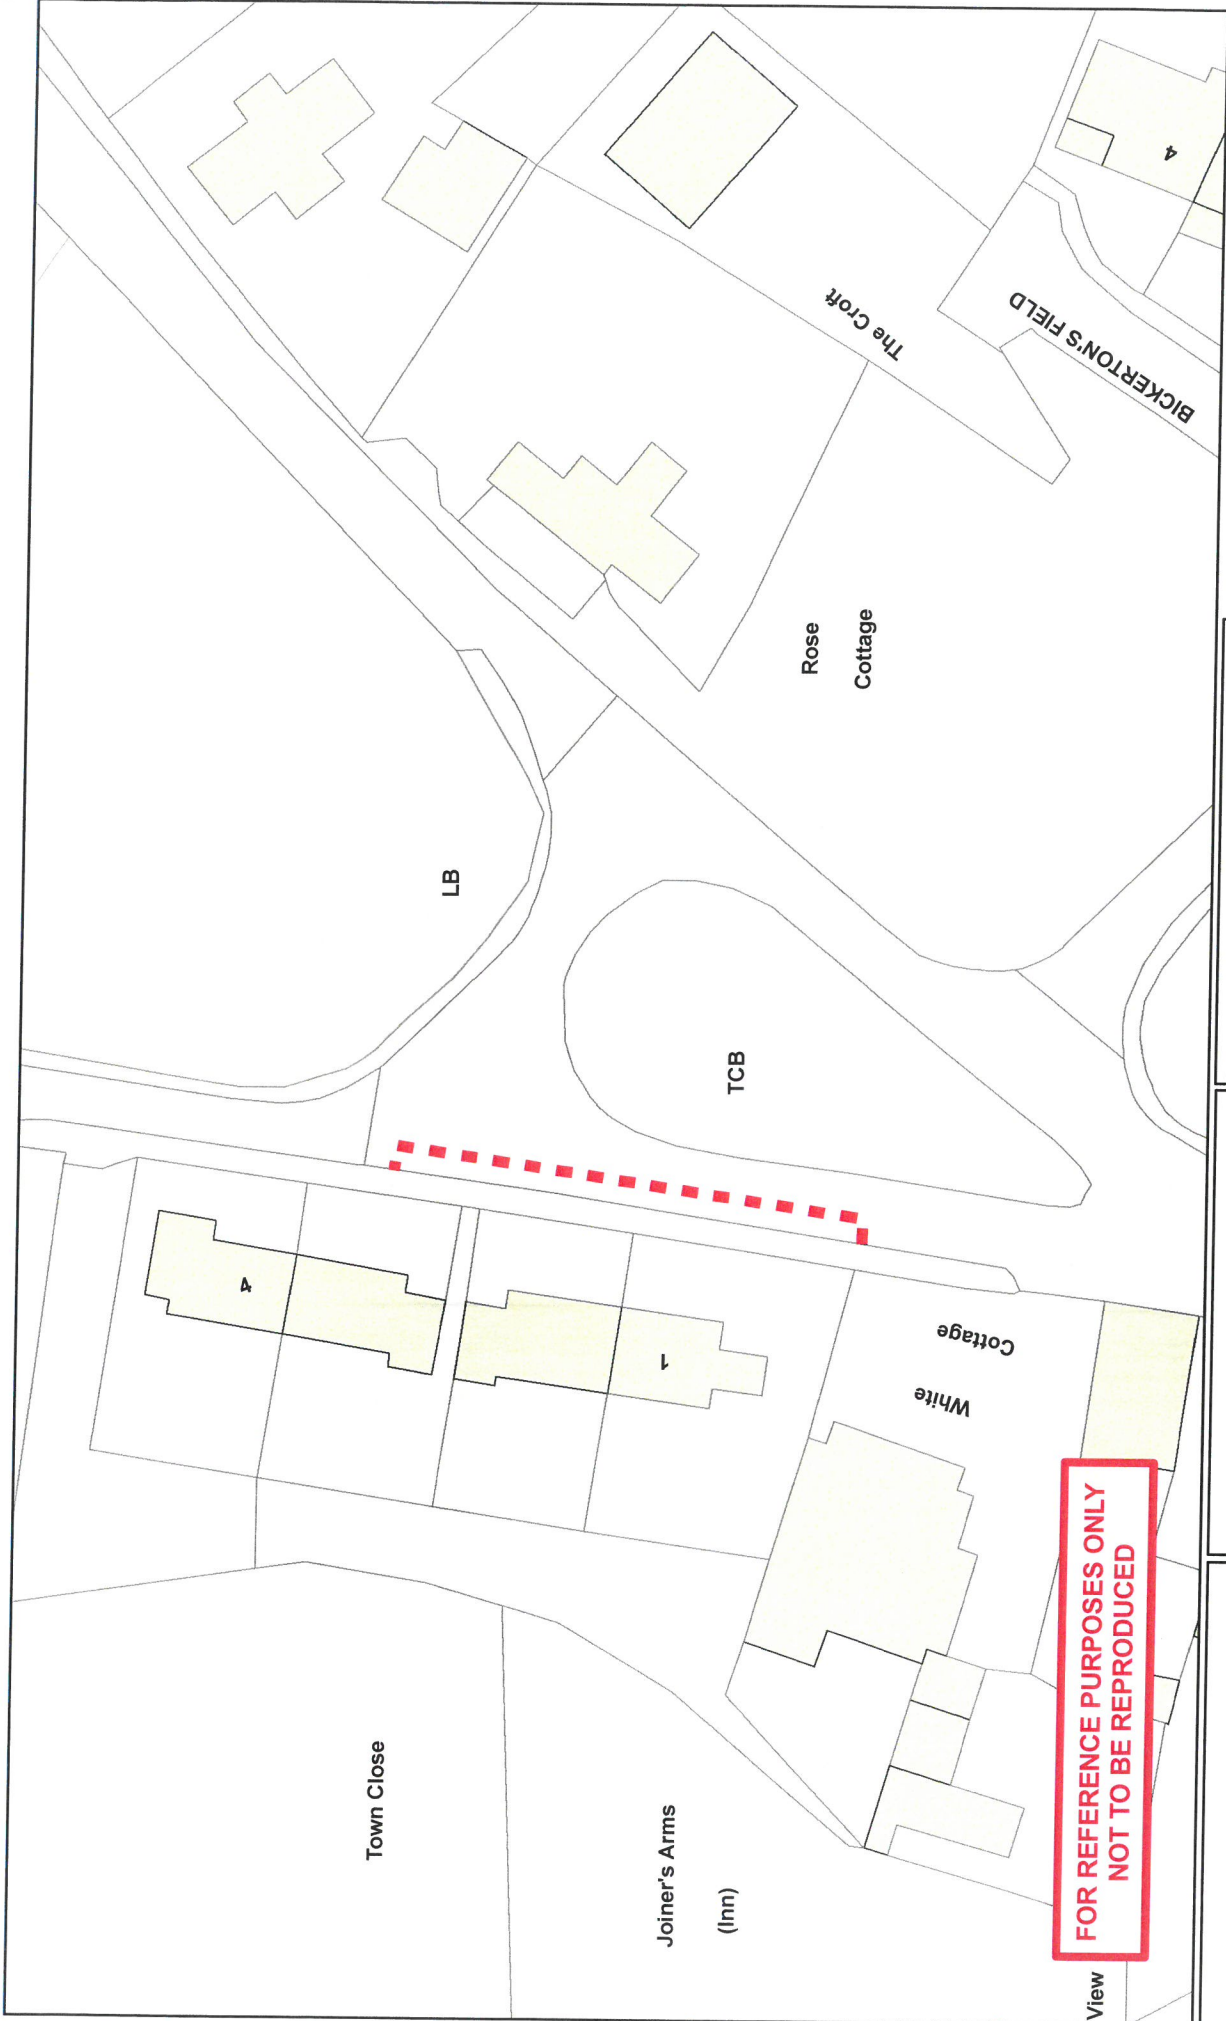 4
BICKERTON'S FIELD
The Croft
Rose
Cottage
LB
TCB
4
1
White
Cottage
Town Close
Joiner's Arms
(Inn)
View
FOR REFERENCE PURPOSES ONLY
NOT TO BE REPRODUCED